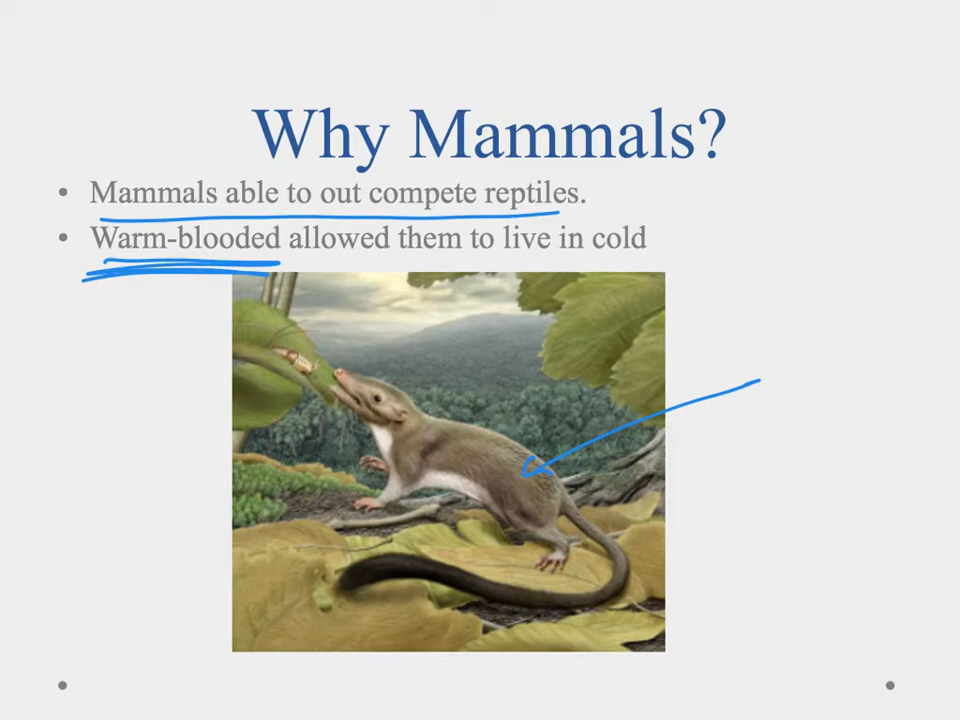 Why Mammals?
• Mammals able to out compete reptiles.
• Warm-blooded allowed them to live in cold